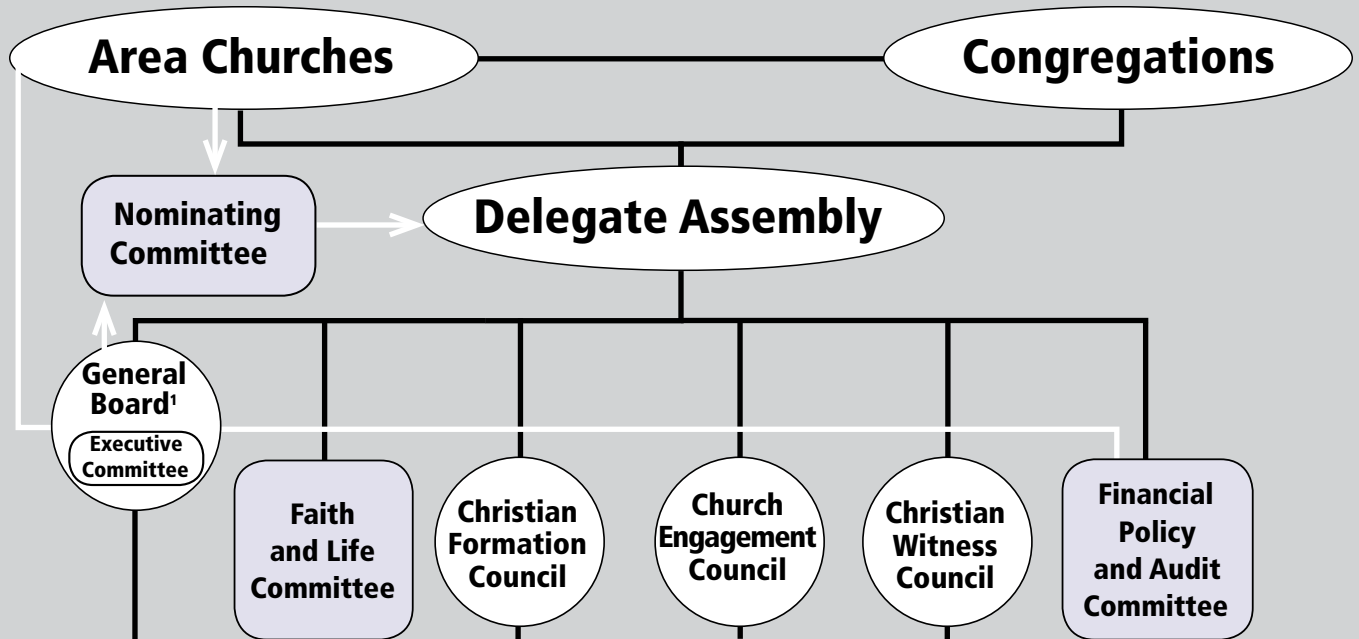 Area Churches
Congregations
Nominating
Committee
Delegate Assembly
General
Board¹
Executive
Committee
Faith
and Life
Committee
Christian
Formation
Council
Church
Engagement
Council
Christian
Witness
Council
Financial
Policy
and Audit
Committee